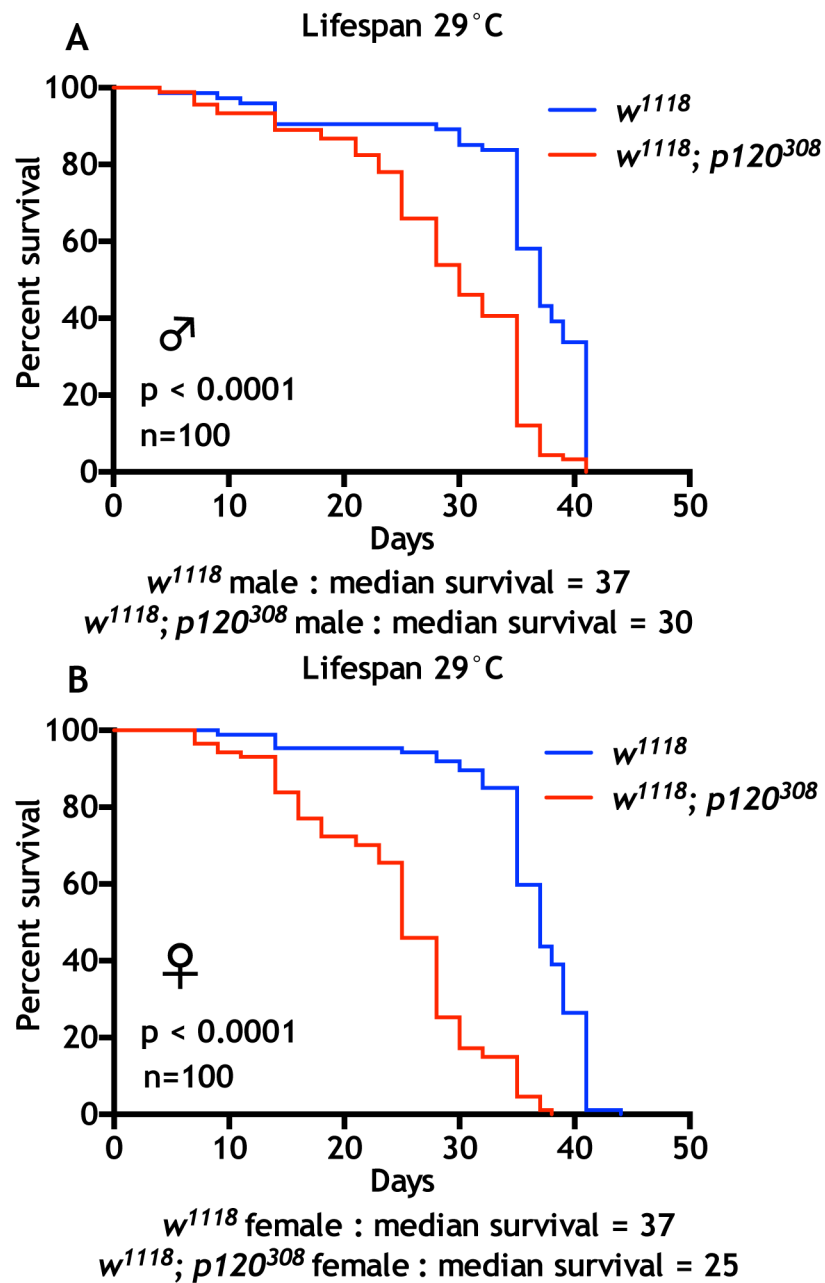 A
Lifespan 29°C
Percent survival
100
80
60
40
20
0
w¹¹¹⁸
w¹¹¹⁸; p120³⁰⁸
♂
p < 0.0001
n=100
0 10 20 30 40 50
Days
w¹¹¹⁸ male : median survival = 37
w¹¹¹⁸; p120³⁰⁸ male : median survival = 30
B
Lifespan 29°C
Percent survival
100
80
60
40
20
0
w¹¹¹⁸
w¹¹¹⁸; p120³⁰⁸
♀
p < 0.0001
n=100
0 10 20 30 40 50
Days
w¹¹¹⁸ female : median survival = 37
w¹¹¹⁸; p120³⁰⁸ female : median survival = 25